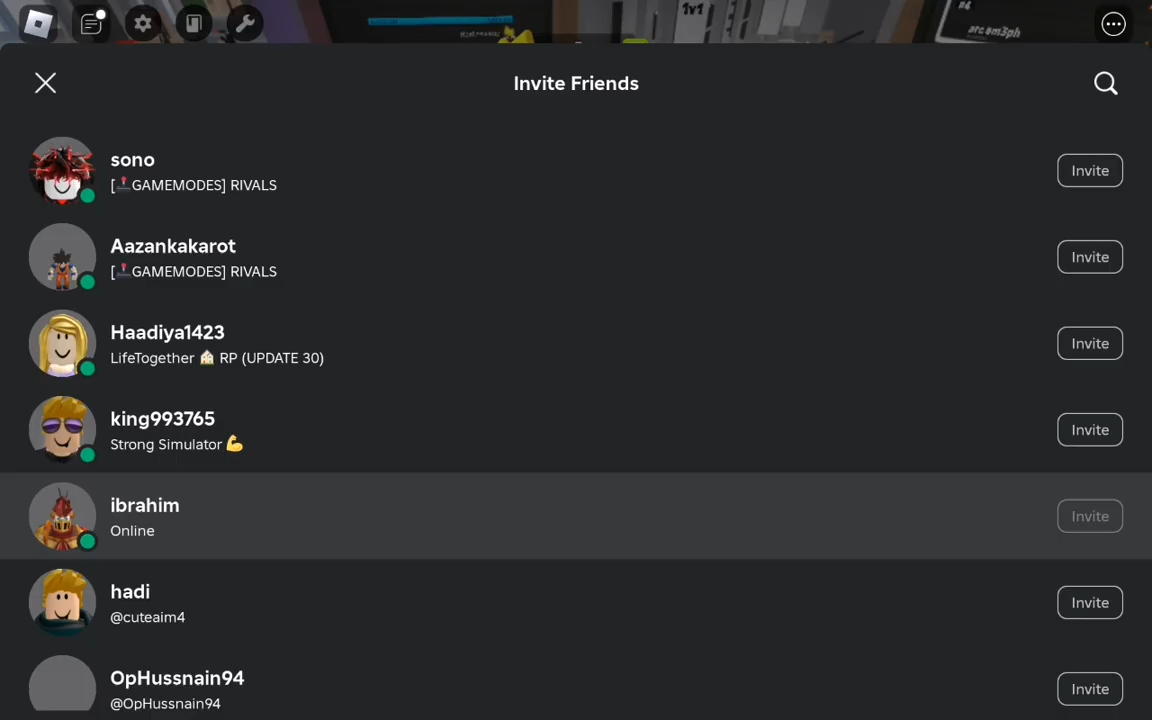 1v1
Invite Friends
sono
[🕹️GAMEMODES] RIVALS
Invite
Aazankakarot
[🕹️GAMEMODES] RIVALS
Invite
Haadiya1423
LifeTogether 🏠 RP (UPDATE 30)
Invite
king993765
Strong Simulator 💪
Invite
ibrahim
Online
Invite
hadi
@cuteaim4
Invite
OpHussnain94
@OpHussnain94
Invite